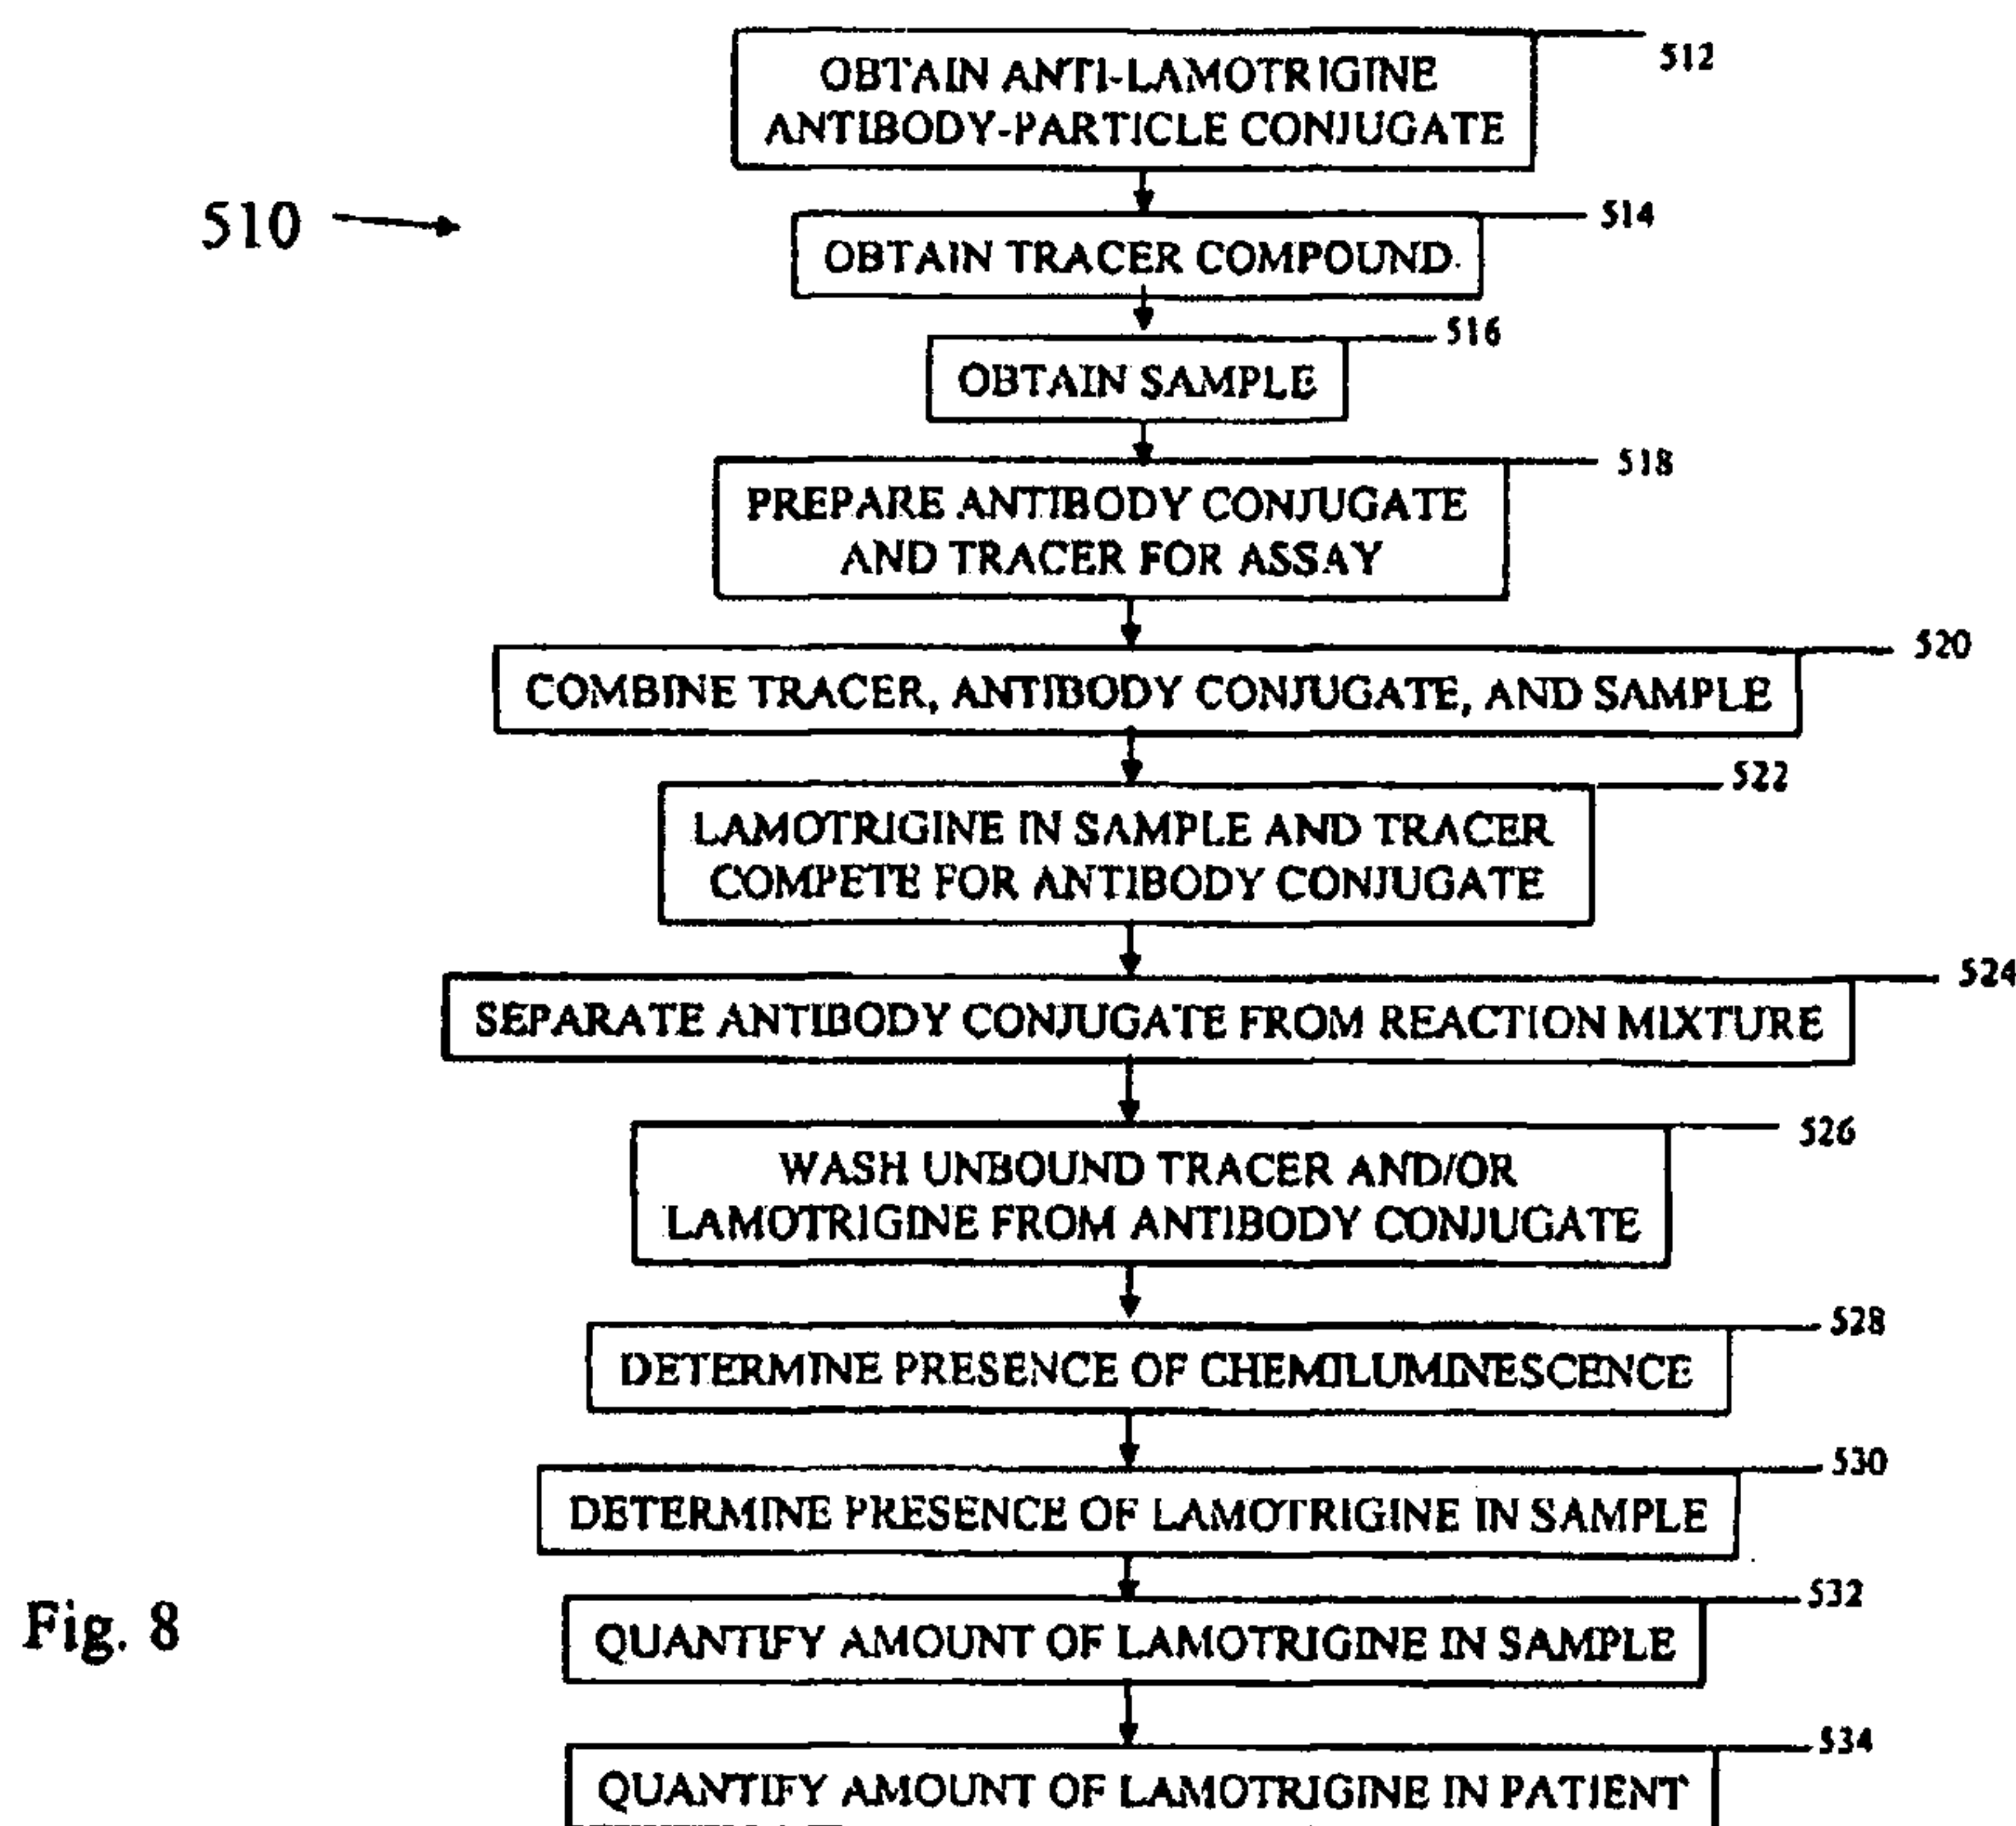 OBTAIN ANTI-LAMOTRIGINE
ANTIBODY-PARTICLE CONJUGATE
512
510
OBTAIN TRACER COMPOUND
514
OBTAIN SAMPLE
516
PREPARE ANTIBODY CONJUGATE
AND TRACER FOR ASSAY
518
COMBINE TRACER, ANTIBODY CONJUGATE, AND SAMPLE
520
LAMOTRIGINE IN SAMPLE AND TRACER
COMPETE FOR ANTIBODY CONJUGATE
522
SEPARATE ANTIBODY CONJUGATE FROM REACTION MIXTURE
524
WASH UNBOUND TRACER AND/OR
LAMOTRIGINE FROM ANTIBODY CONJUGATE
526
DETERMINE PRESENCE OF CHEMILUMINESCENCE
528
DETERMINE PRESENCE OF LAMOTRIGINE IN SAMPLE
530
QUANTIFY AMOUNT OF LAMOTRIGINE IN SAMPLE
532
Fig. 8
QUANTIFY AMOUNT OF LAMOTRIGINE IN PATIENT
534